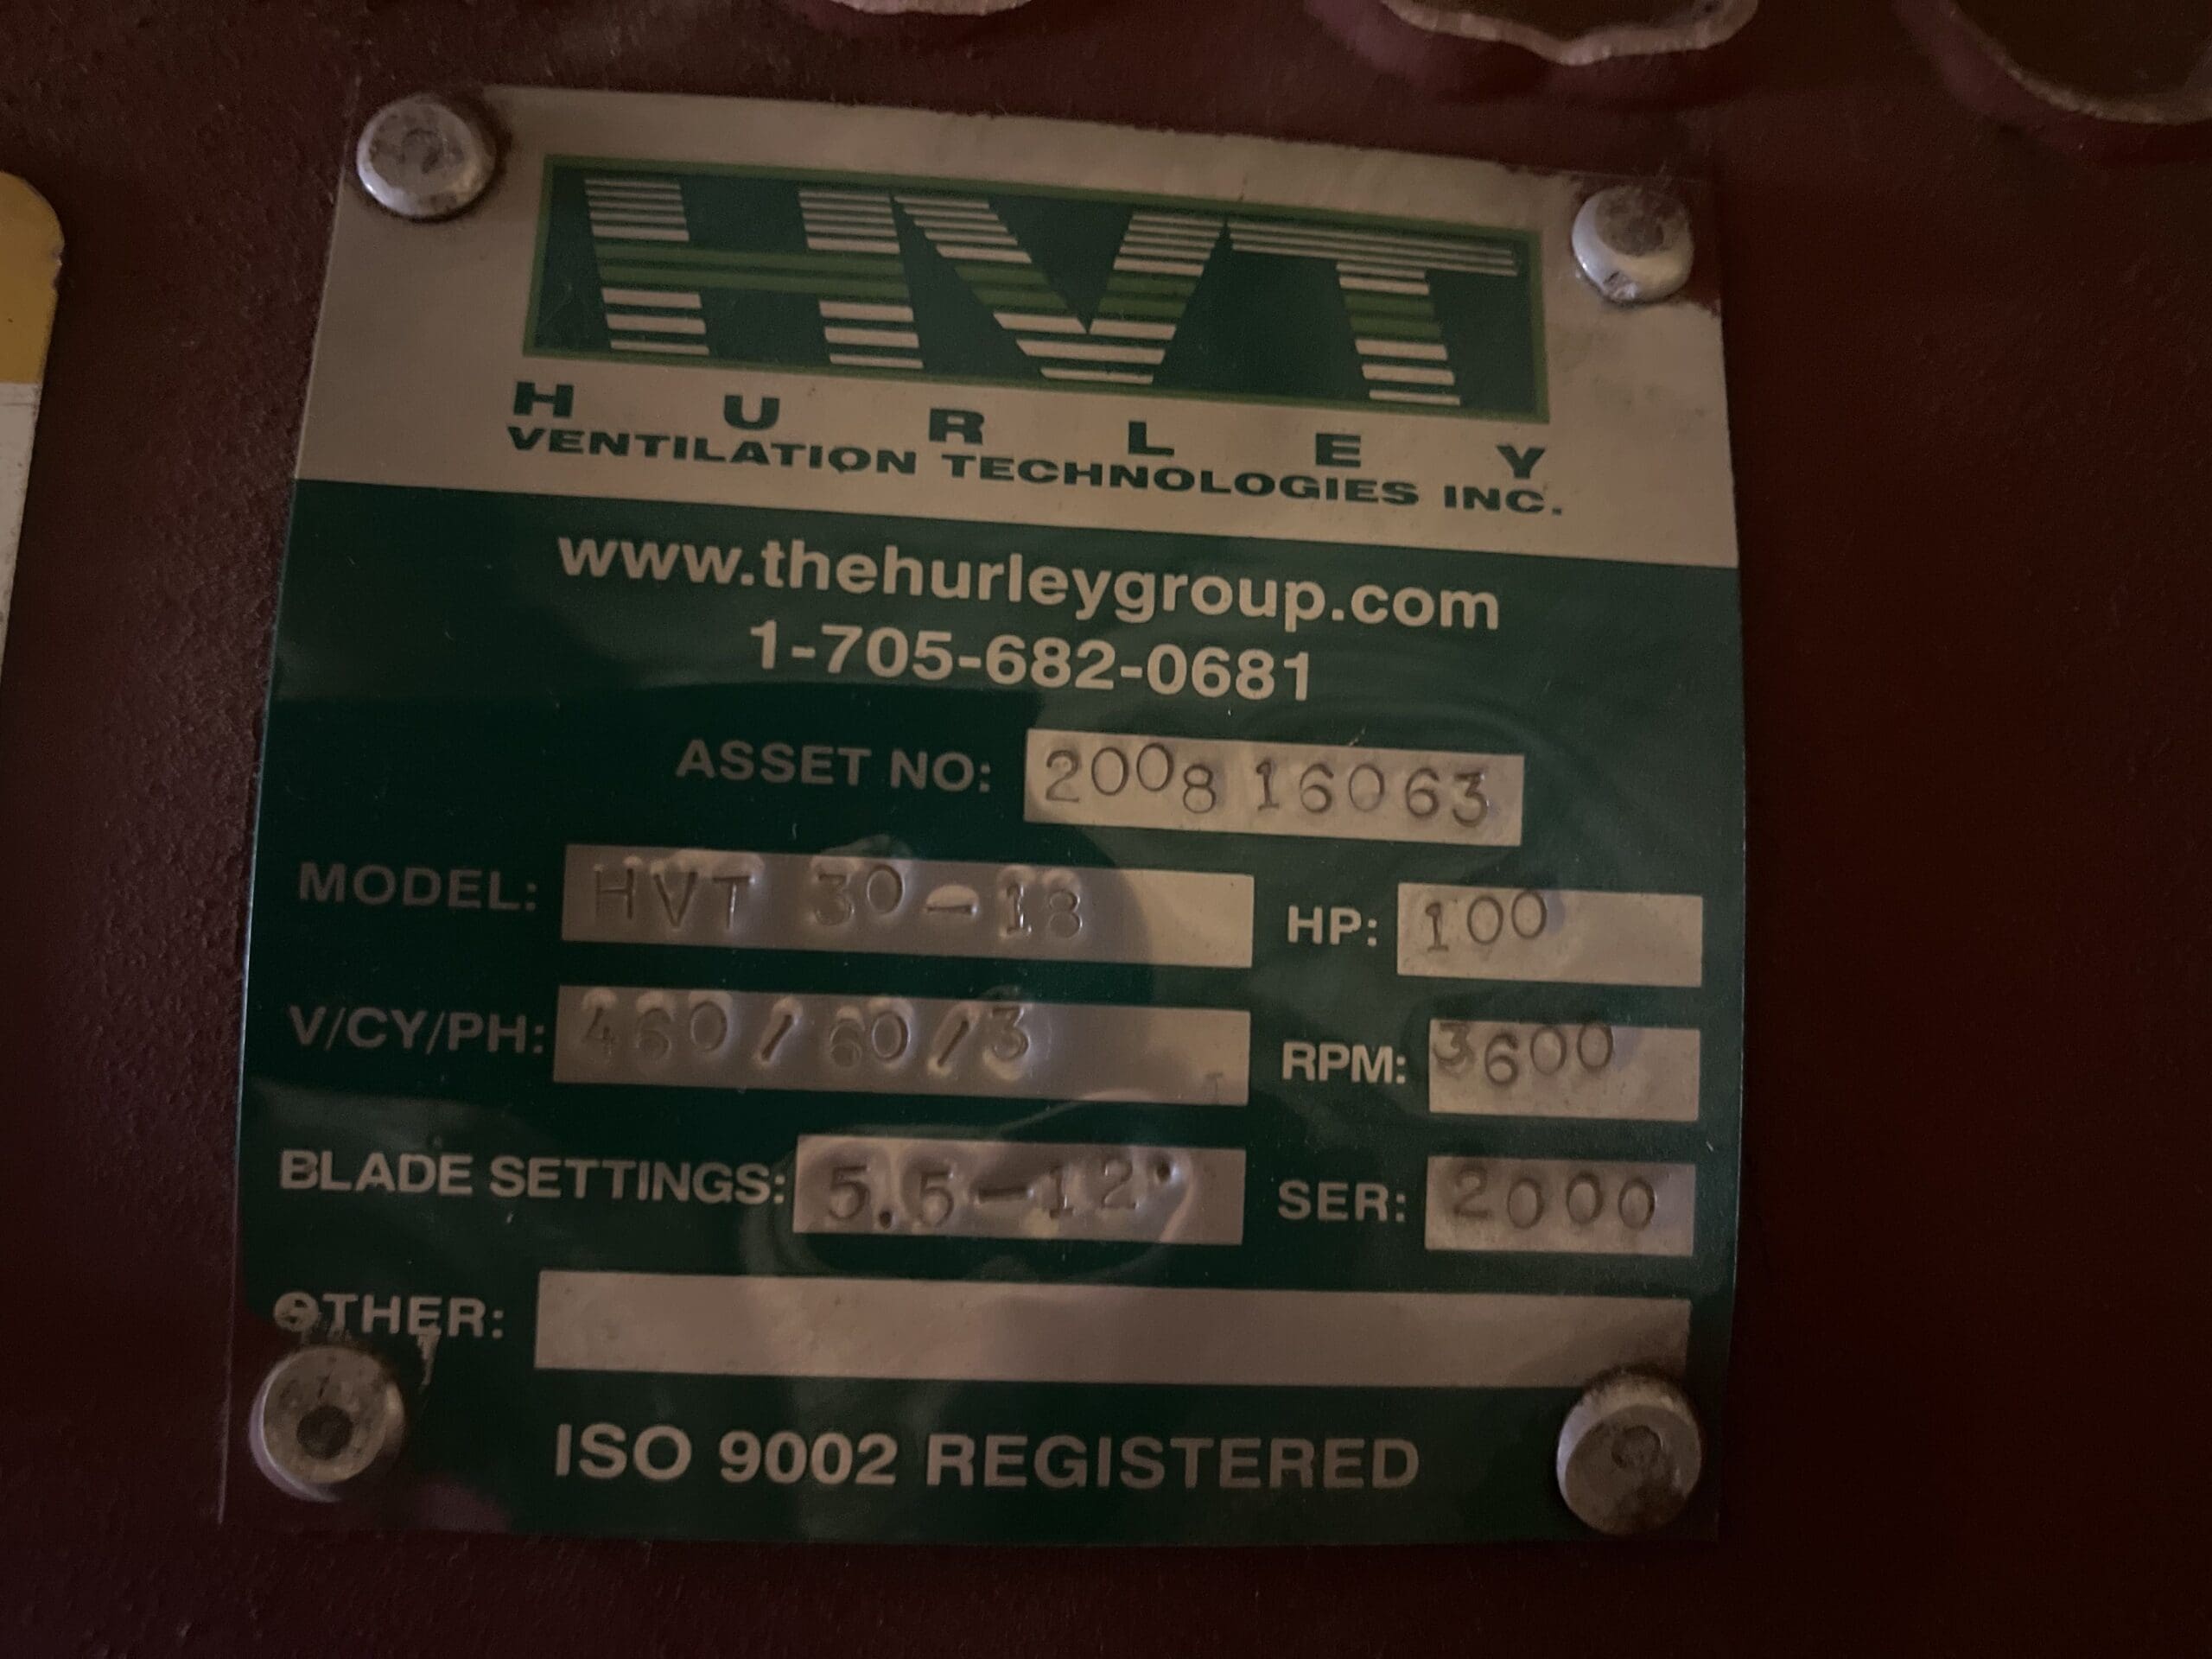 HVT
HURLEY
VENTILATION TECHNOLOGIES INC.
www.thehurleygroup.com
1-705-682-0681
ASSET NO: 2008 16063
MODEL: HVT 30-18 HP: 100
V/CY/PH: 460/60/3 RPM: 3600
BLADE SETTINGS: 5.5-12° SER: 2000
OTHER:
ISO 9002 REGISTERED